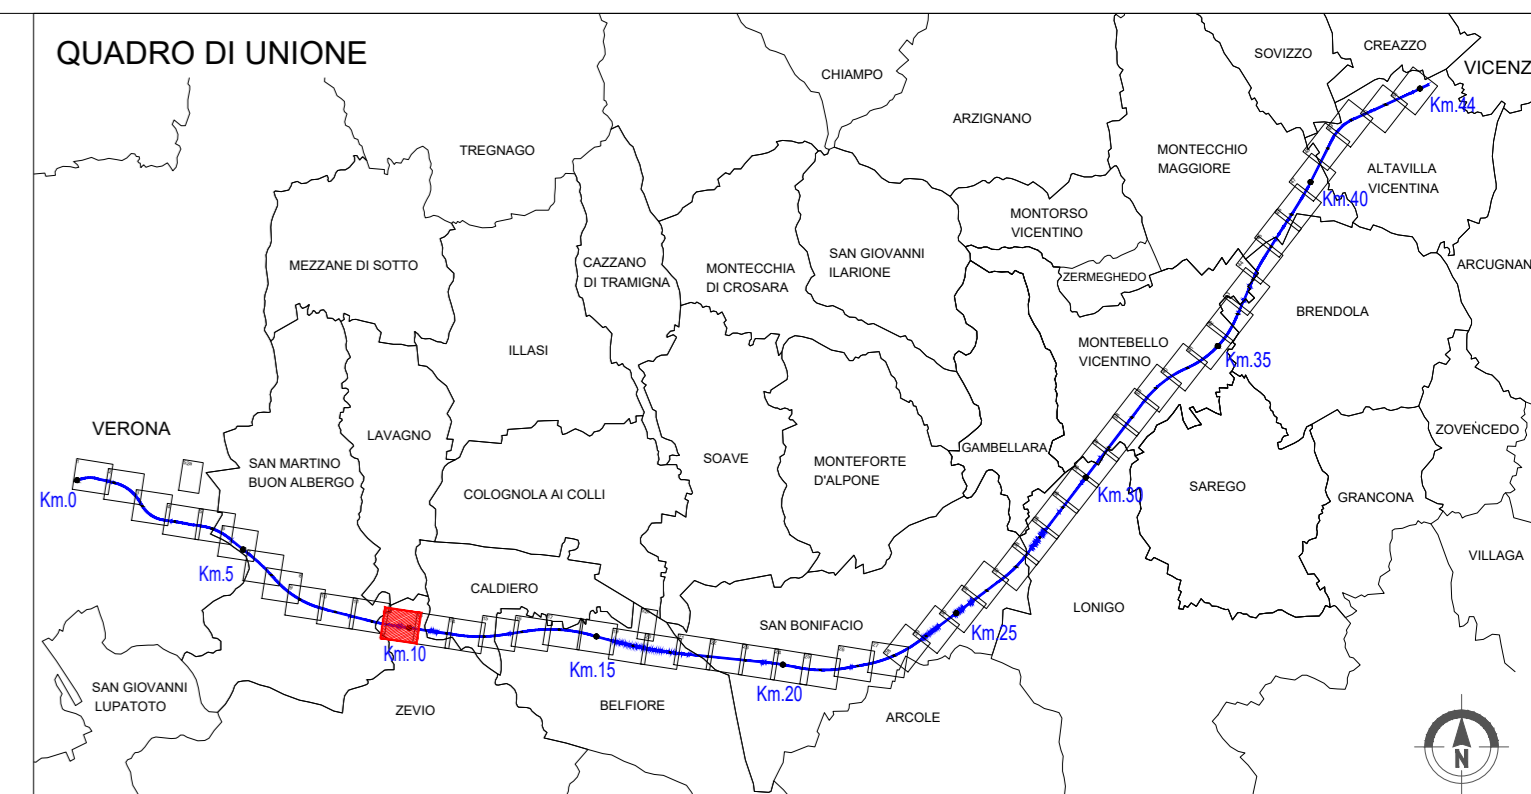 QUADRO DI UNIONE
CREAZZO
SOVIZZO
VICENZ
CHIAMPO
Km.44
ARZIGNANO
TREGNAGO
MONTECCHIO
MAGGIORE
ALTAVILLA
VICENTINA
Km.40
MONTORSO
VICENTINO
SAN GIOVANNI
ILARIONE
MEZZANE DI SOTTO
CAZZANO
DI TRAMIGNA
MONTECCHIA
DI CROSARA
ZERMEGHEDO
ARCUGNAN
BRENDOLA
ILLASI
MONTEBELLO
VICENTINO
Km.35
VERONA
LAVAGNO
ZOVENCEDO
GAMBELLARA
SOAVE
MONTEFORTE
D'ALPONE
SAN MARTINO
BUON ALBERGO
COLOGNOLA AI COLLI
SAREGO
GRANCONA
Km.0
Km.30
VILLAGA
Km.5
CALDIERO
LONIGO
SAN BONIFACIO
Km.25
Km.10
Km.15
SAN GIOVANNI
LUPATOTO
Km.20
ZEVIO
BELFIORE
ARCOLE
N